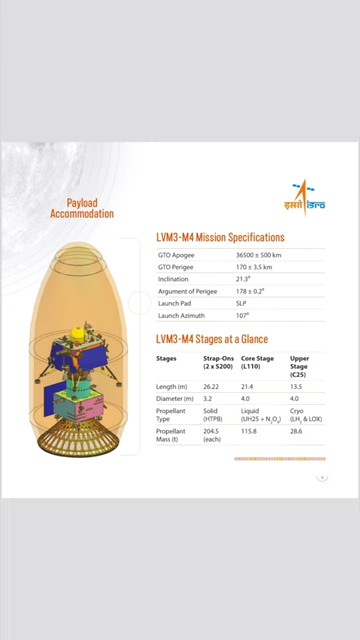 Payload
Accommodation
इसरो isro
LVM3-M4 Mission Specifications
GTO Apogee 36500 ± 500 km
GTO Perigee 170 ± 3.5 km
Inclination 21.3°
Argument of Perigee 178 ± 0.2°
Launch Pad SLP
Launch Azimuth 107°
LVM3-M4 Stages at a Glance
Stages Strap-Ons (2 x S200) Core Stage (L110) Upper Stage (C25)
Length (m) 26.22 21.4 13.5
Diameter (m) 3.2 4.0 4.0
Propellant Type Solid (HTPB) Liquid (UH25 + N₂O₄) Cryo (LH₂ & LOX)
Propellant Mass (t) 204.5 (each) 115.8 28.6